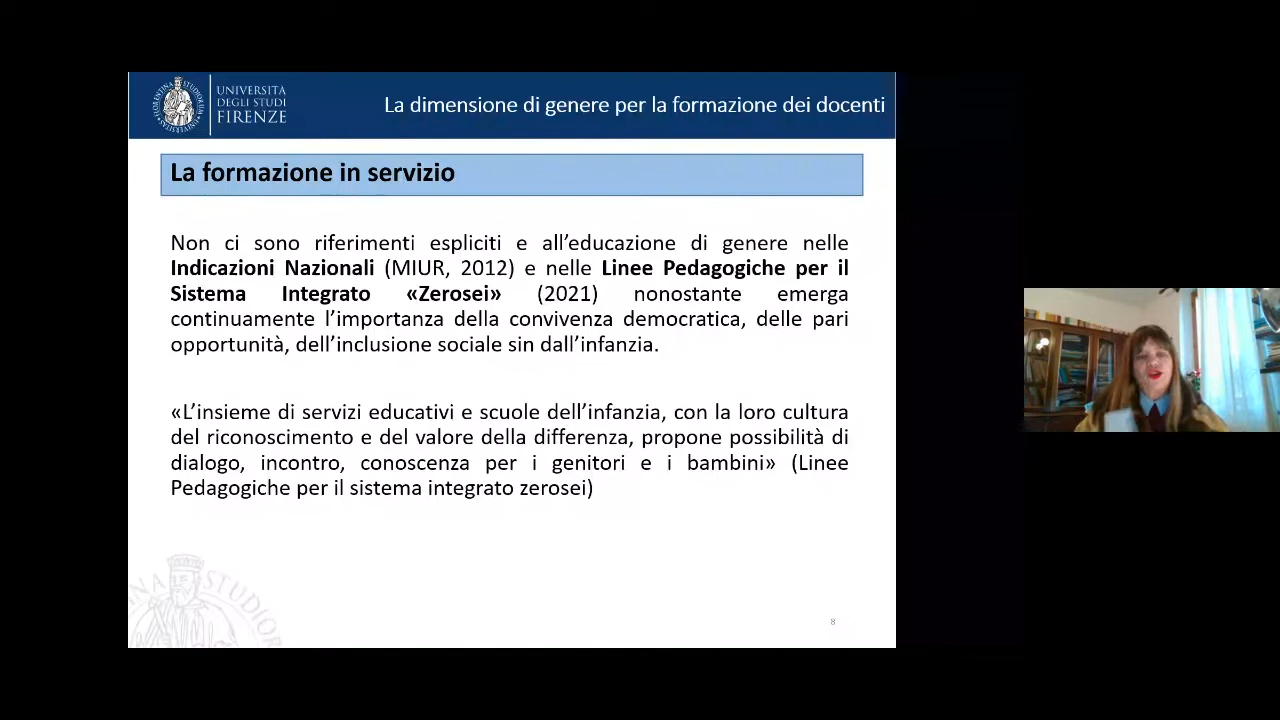 UNIVERSITÀ
DEGLI STUDI
FIRENZE
La dimensione di genere per la formazione dei docenti
La formazione in servizio
Non ci sono riferimenti espliciti e all’educazione di genere nelle
Indicazioni Nazionali (MIUR, 2012) e nelle Linee Pedagogiche per il
Sistema Integrato «Zerosei» (2021) nonostante emerga
continuamente l’importanza della convivenza democratica, delle pari
opportunità, dell’inclusione sociale sin dall’infanzia.
«L’insieme di servizi educativi e scuole dell’infanzia, con la loro cultura
del riconoscimento e del valore della differenza, propone possibilità di
dialogo, incontro, conoscenza per i genitori e i bambini» (Linee
Pedagogiche per il sistema integrato zerosei)
8